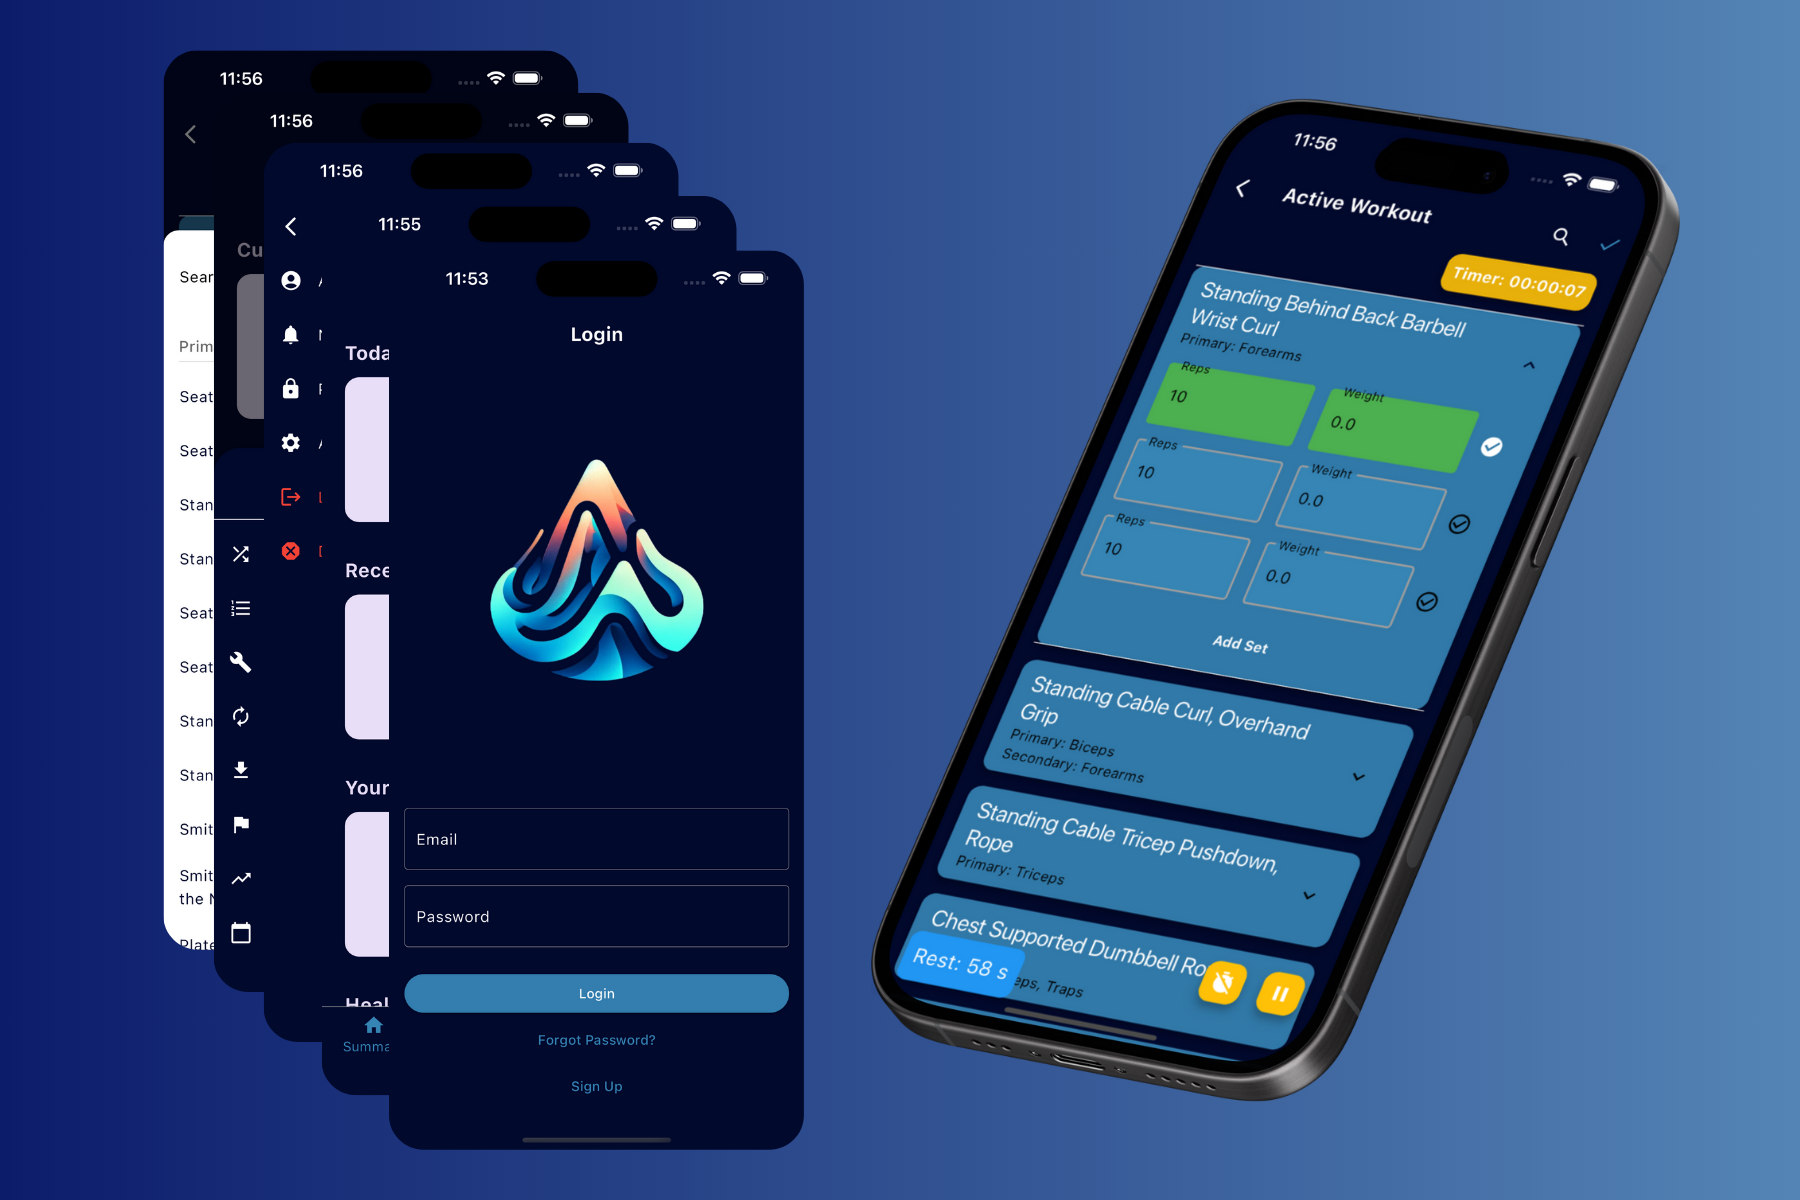 11:56
Sear
Prim
Seat
Seat
Stan
Stan
Seat
Seat
Stan
Stan
Smit
Smit
the
Plate
11:56
Cu
11:56
11:55
Toda
Rece
Your
Heal
Summa
11:53
Login
Email
Password
Login
Forgot Password?
Sign Up
11:56
Active Workout
Timer: 00:00:07
Standing Behind Back Barbell
Wrist Curl
Primary: Forearms
Reps
Weight
10
0.0
Reps
Weight
10
0.0
Reps
Weight
10
0.0
Add Set
Standing Cable Curl, Overhand
Grip
Primary: Biceps
Secondary: Forearms
Standing Cable Tricep Pushdown,
Rope
Primary: Triceps
Chest Supported Dumbbell Ro
eps, Traps
Rest: 58 s